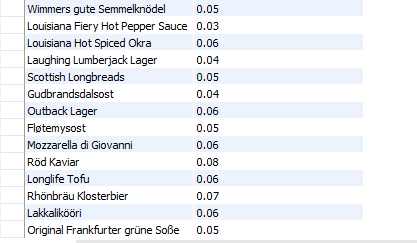 Wimmers gute Semmelknödel 0.05
Louisiana Fiery Hot Pepper Sauce 0.03
Louisiana Hot Spiced Okra 0.06
Laughing Lumberjack Lager 0.04
Scottish Longbreads 0.05
Gudbrandsdalsost 0.04
Outback Lager 0.06
Fløtemysost 0.05
Mozzarella di Giovanni 0.06
Röd Kaviar 0.08
Longlife Tofu 0.06
Rhönbräu Klosterbier 0.07
Lakkalikööri 0.06
Original Frankfurter grüne Soße 0.05